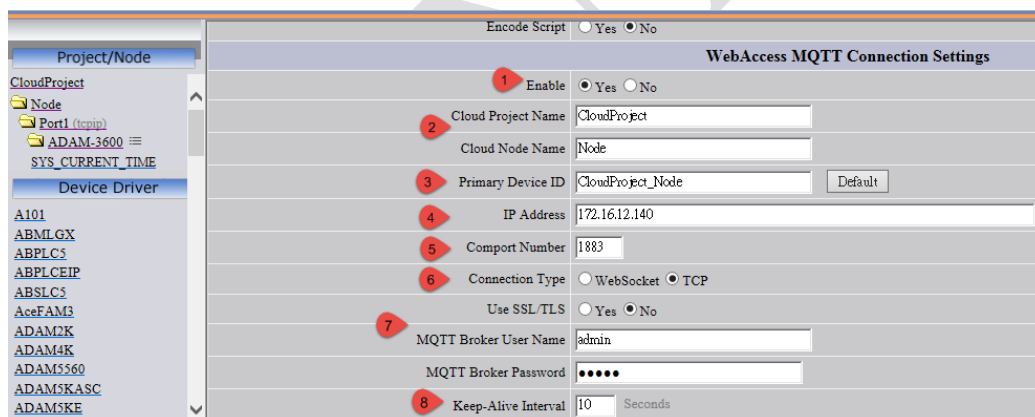 Encode Script Yes No
Project/Node
WebAccess MQTT Connection Settings
CloudProject
Node
Port1 (tcpip)
ADAM-3600
SYS_CURRENT_TIME
Device Driver
A101
ABMLGX
ABPLC5
ABPLCEIP
ABSLC5
AceFAM3
ADAM2K
ADAM4K
ADAM5560
ADAM5KASC
ADAM5KE
1 Enable Yes No
2 Cloud Project Name CloudProject
Cloud Node Name Node
3 Primary Device ID CloudProject_Node Default
4 IP Address 172.16.12.140
5 Comport Number 1883
6 Connection Type WebSocket TCP
Use SSL/TLS Yes No
7
MQTT Broker User Name admin
MQTT Broker Password •••••
8 Keep-Alive Interval 10 Seconds